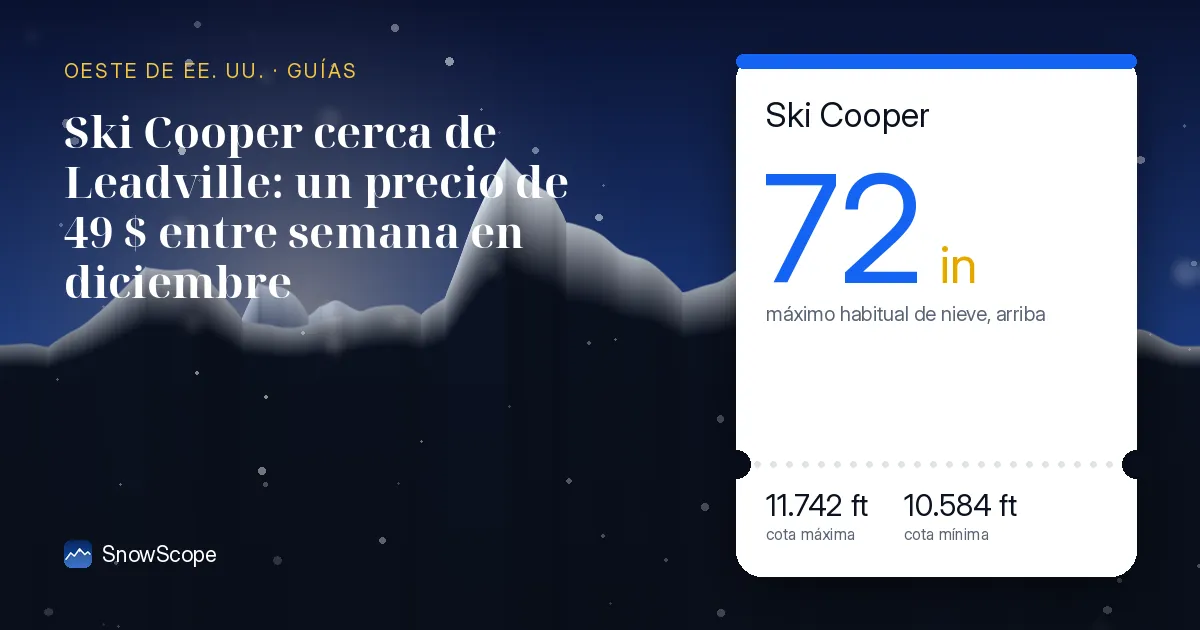 OESTE DE EE. UU. · GUÍAS
Ski Cooper cerca de
Leadville: un precio de
49 $ entre semana en
diciembre
SnowScope
Ski Cooper
72 in
máximo habitual de nieve, arriba
11.742 ft
cota máxima
10.584 ft
cota mínima